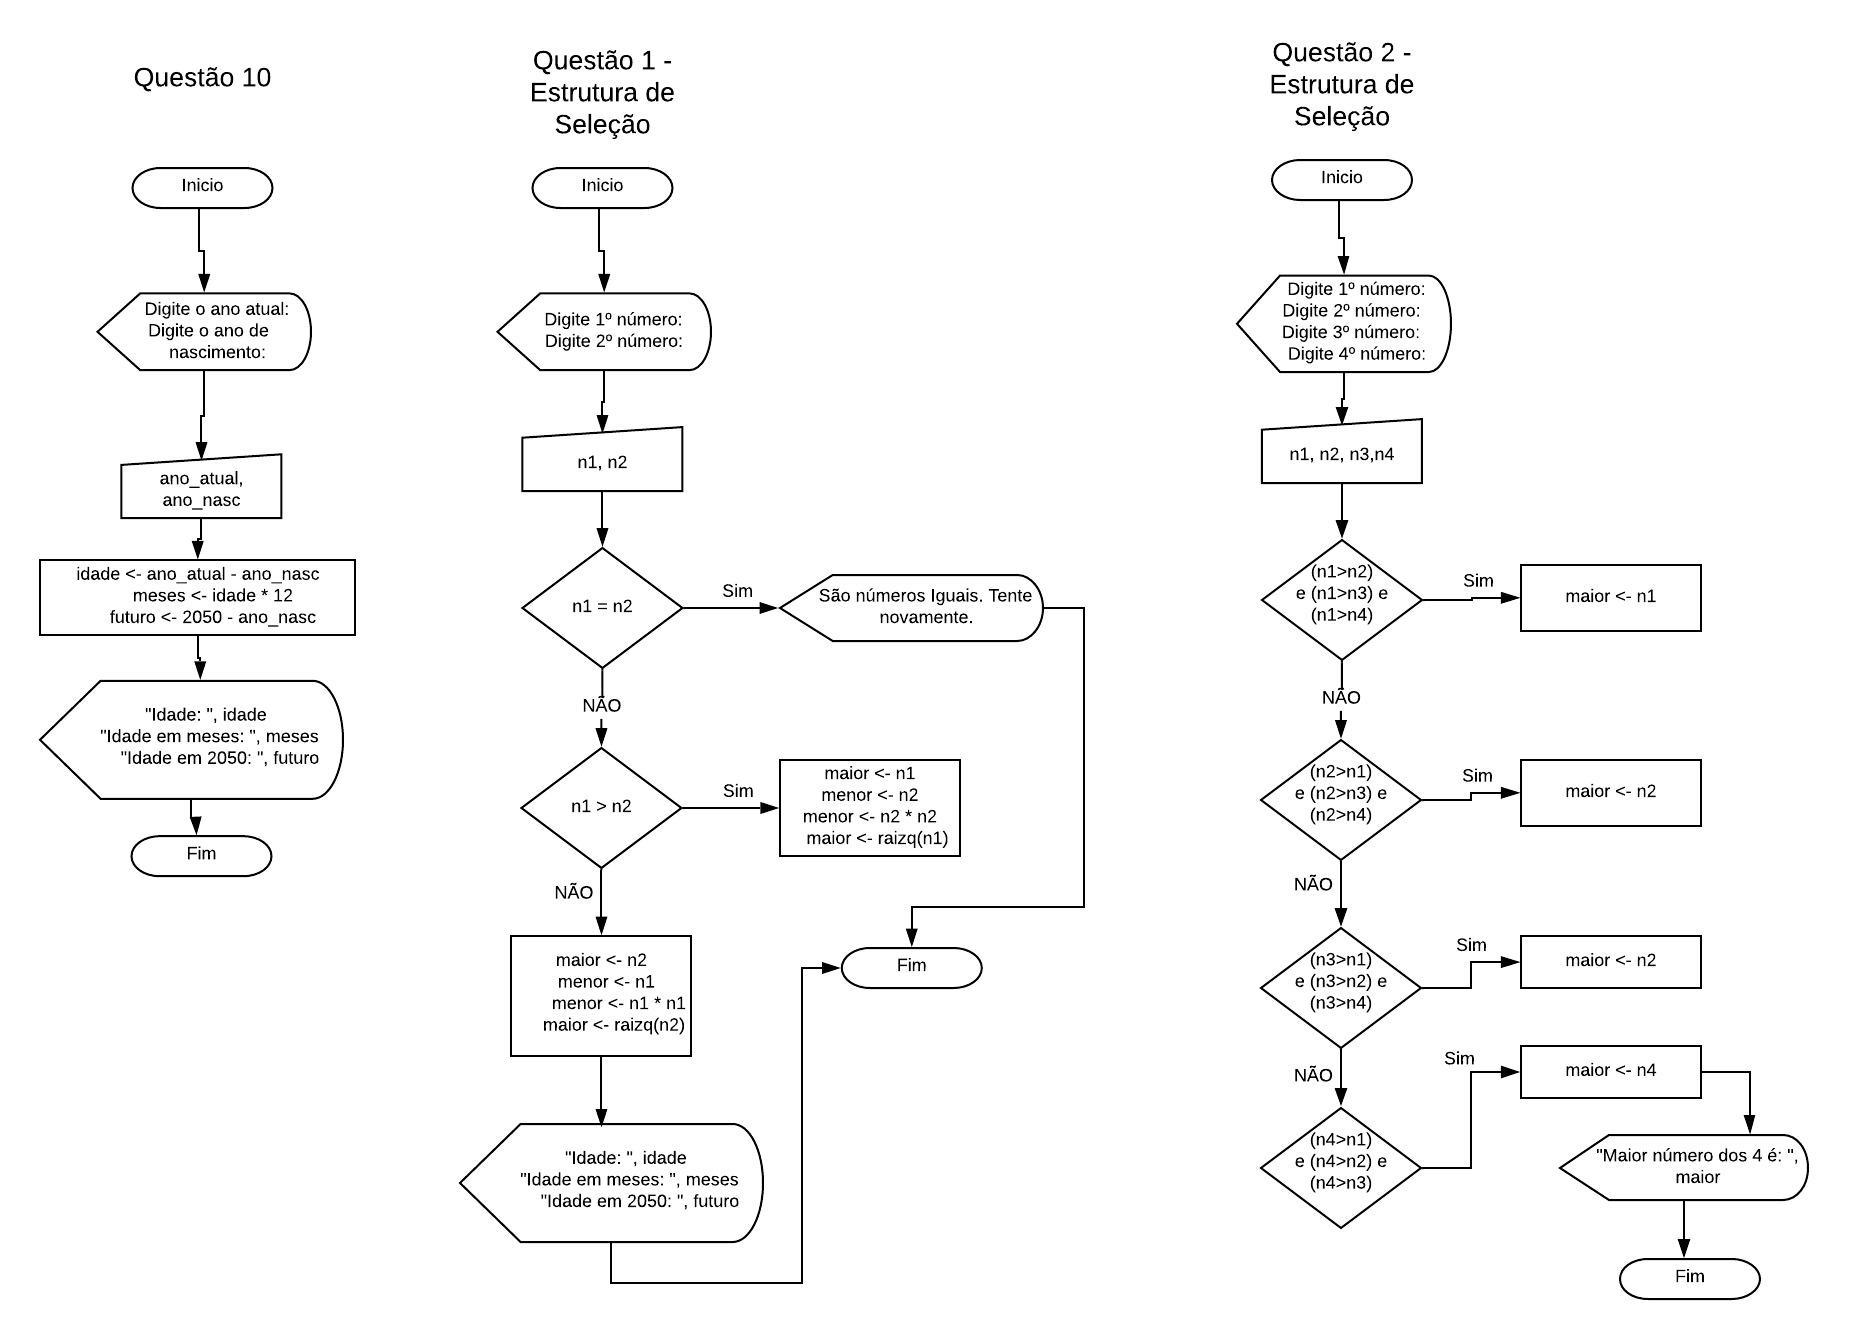 Questão 10
Inicio
Digite o ano atual:
Digite o ano de
nascimento:
ano_atual,
ano_nasc
idade <- ano_atual - ano_nasc
meses <- idade * 12
futuro <- 2050 - ano_nasc
"Idade: ", idade
"Idade em meses: ", meses
"Idade em 2050: ", futuro
Fim
Questão 1 -
Estrutura de
Seleção
Inicio
Digite 1º número:
Digite 2º número:
n1, n2
n1 = n2
Sim
São números Iguais. Tente
novamente.
NÃO
n1 > n2
Sim
maior <- n1
menor <- n2
menor <- n2 * n2
maior <- raizq(n1)
NÃO
maior <- n2
menor <- n1
menor <- n1 * n1
maior <- raizq(n2)
Fim
"Idade: ", idade
"Idade em meses: ", meses
"Idade em 2050: ", futuro
Questão 2 -
Estrutura de
Seleção
Inicio
Digite 1º número:
Digite 2º número:
Digite 3º número:
Digite 4º número:
n1, n2, n3,n4
(n1>n2)
e (n1>n3) e
(n1>n4)
Sim
maior <- n1
NÃO
(n2>n1)
e (n2>n3) e
(n2>n4)
Sim
maior <- n2
NÃO
(n3>n1)
e (n3>n2) e
(n3>n4)
Sim
maior <- n2
NÃO
(n4>n1)
e (n4>n2) e
(n4>n3)
Sim
maior <- n4
"Maior número dos 4 é: ",
maior
Fim